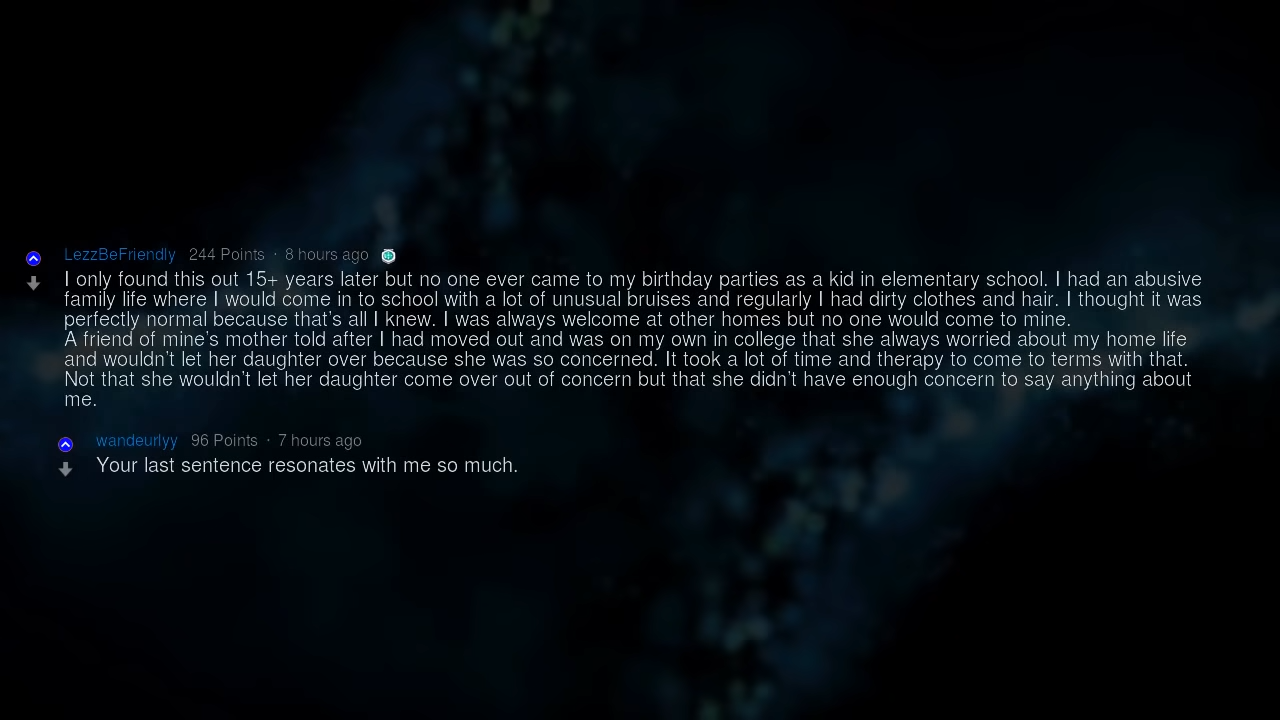 LezzBeFriendly 244 Points · 8 hours ago
I only found this out 15+ years later but no one ever came to my birthday parties as a kid in elementary school. I had an abusive
family life where I would come in to school with a lot of unusual bruises and regularly I had dirty clothes and hair. I thought it was
perfectly normal because that's all I knew. I was always welcome at other homes but no one would come to mine.
A friend of mine's mother told after I had moved out and was on my own in college that she always worried about my home life
and wouldn't let her daughter over because she was so concerned. It took a lot of time and therapy to come to terms with that.
Not that she wouldn't let her daughter come over out of concern but that she didn't have enough concern to say anything about
me.
wandeurlyy 96 Points · 7 hours ago
Your last sentence resonates with me so much.